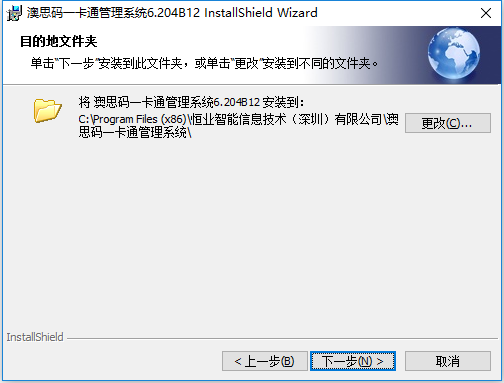 澳思码一卡通管理系统6.204B12 InstallShield Wizard
目的地文件夹
单击“下一步”安装到此文件夹，或单击“更改”安装到不同的文件夹。
将 澳思码一卡通管理系统6.204B12 安装到：
C:\Program Files (x86)\恒业智能信息技术（深圳）有限公司\澳
思码一卡通管理系统\
更改(C)...
InstallShield
< 上一步(B)
下一步(N) >
取消